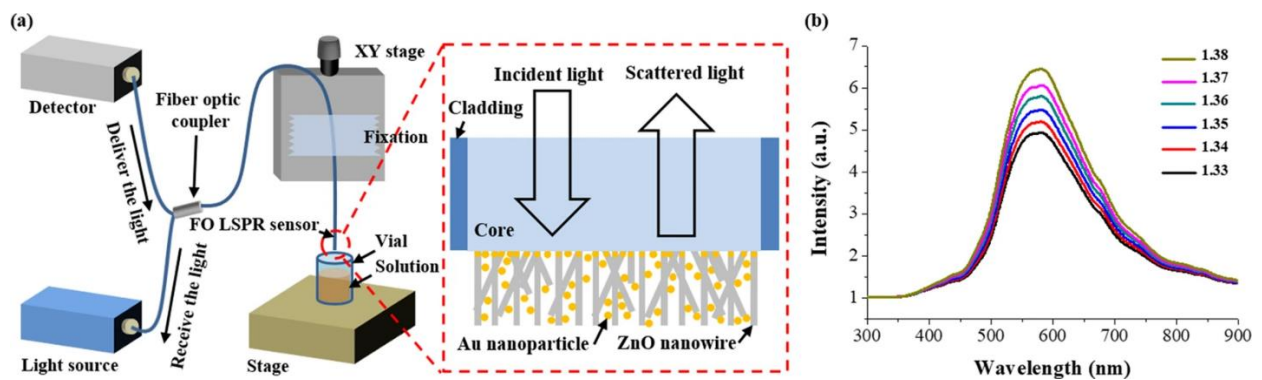 (a)
Detector
Deliver the light
Fiber optic
coupler
XY stage
Fixation
FO LSPR sensor
Vial
Solution
Receive the light
Light source
Stage
Incident light
Scattered light
Cladding
Core
Au nanoparticle
ZnO nanowire
(b)
Intensity (a.u.)
7
6
5
4
3
2
1
300 400 500 600 700 800 900
Wavelength (nm)
1.38
1.37
1.36
1.35
1.34
1.33